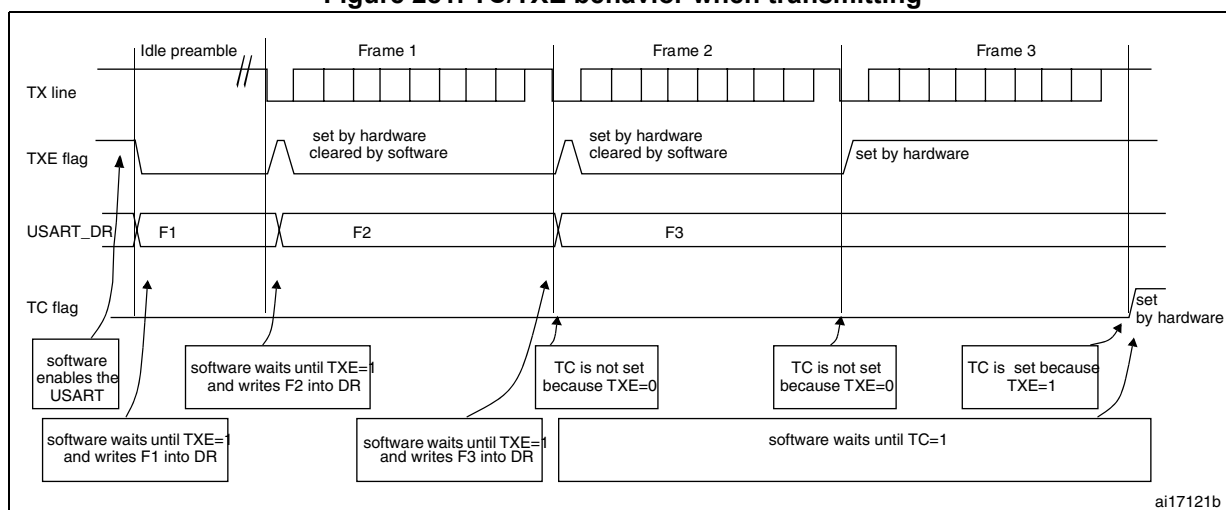 Figure TC/TXE behavior when transmitting
Idle preamble
Frame 1
Frame 2
Frame 3
TX line
TXE flag
set by hardware
cleared by software
set by hardware
cleared by software
set by hardware
USART_DR
F1
F2
F3
TC flag
set
by hardware
software
enables the
USART
software waits until TXE=1
and writes F2 into DR
TC is not set
because TXE=0
TC is not set
because TXE=0
TC is set because
TXE=1
software waits until TXE=1
and writes F1 into DR
software waits until TXE=1
and writes F3 into DR
software waits until TC=1
ai17121b